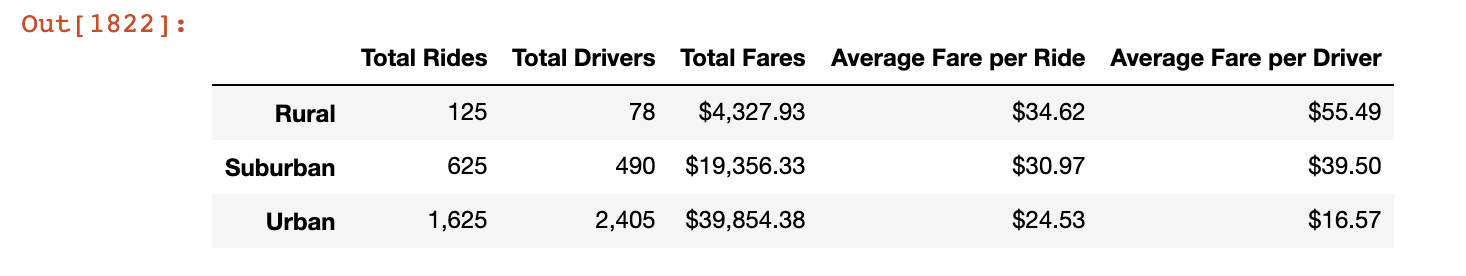 Out[1822]:
Total Rides Total Drivers Total Fares Average Fare per Ride Average Fare per Driver
Rural 125 78 $4,327.93 $34.62 $55.49
Suburban 625 490 $19,356.33 $30.97 $39.50
Urban 1,625 2,405 $39,854.38 $24.53 $16.57